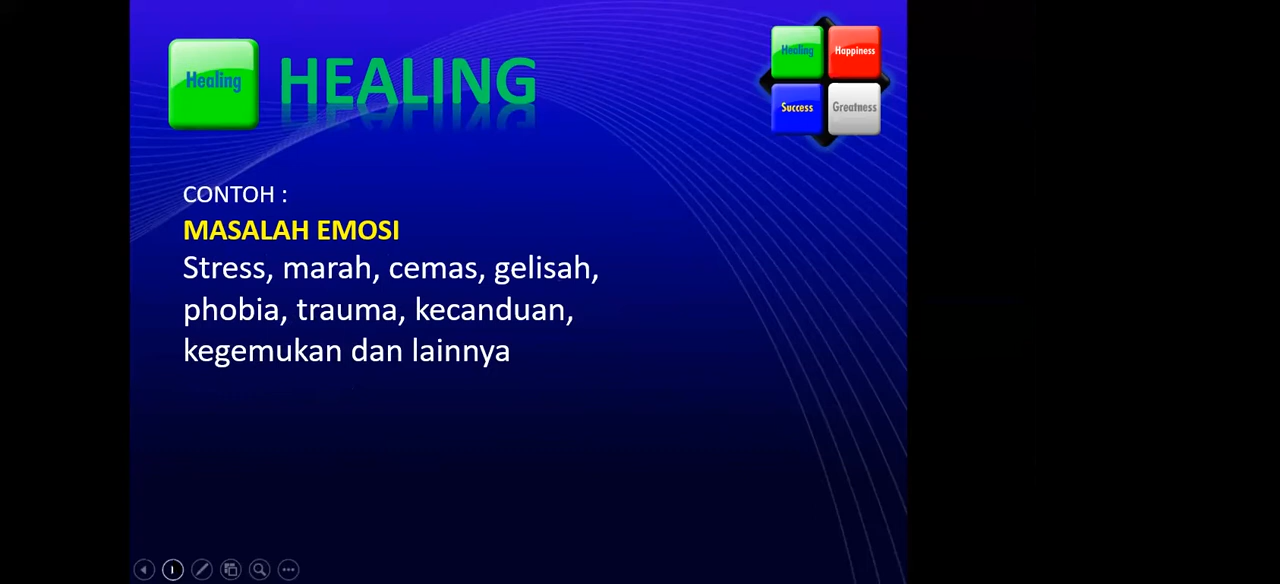 Healing
HEALING
Healing
Happiness
Success
Greatness
CONTOH :
MASALAH EMOSI
Stress, marah, cemas, gelisah,
phobia, trauma, kecanduan,
kegemukan dan lainnya